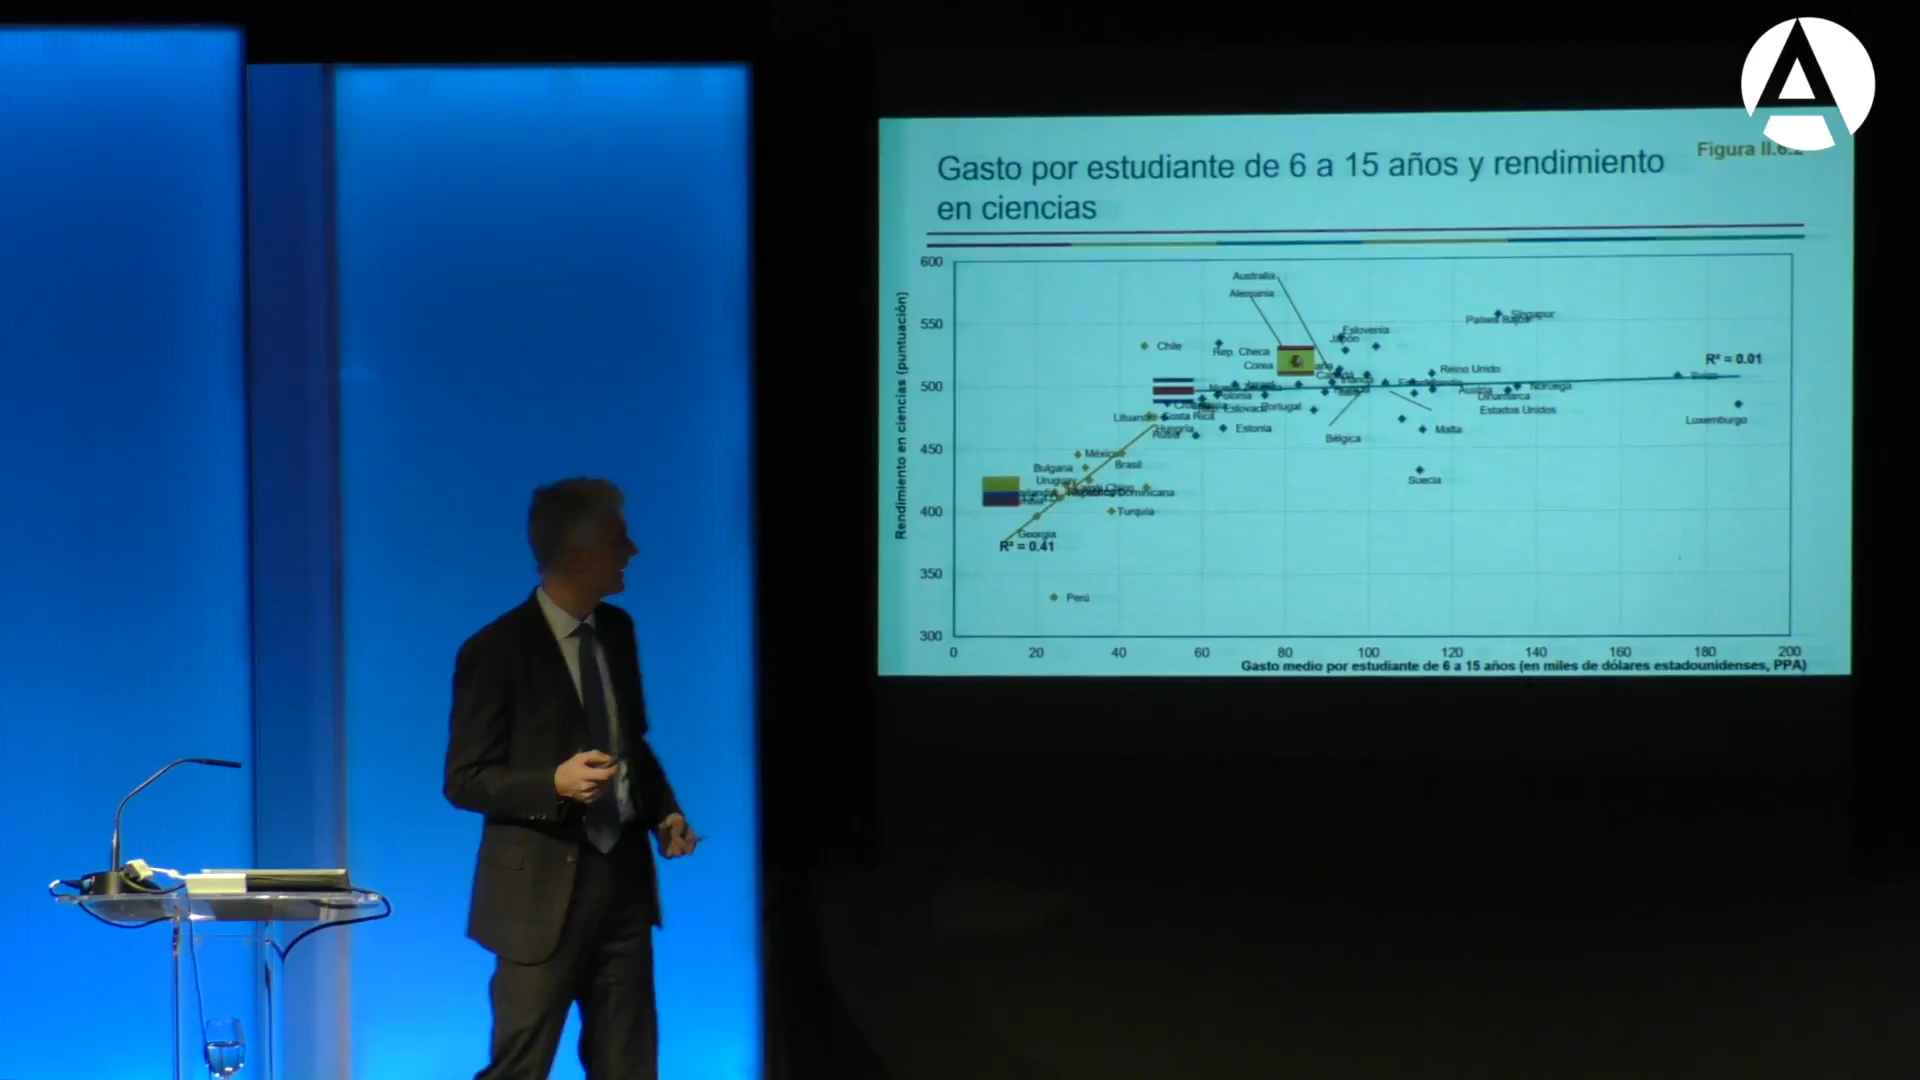 Gasto por estudiante de 6 a 15 años y rendimiento
en ciencias
Figura II.6.2
Rendimiento en ciencias (puntuación)
600
550
500
450
400
350
300
Australia
Alemania
Eslovenia
Japón
Países Bajos
Singapur
Chile
Rep. Checa
Corea
R² = 0.01
Reino Unido
Canadá
Irlanda
Suiza
Israel
Austria
Noruega
Polonia
Dinamarca
Portugal
Estados Unidos
Lituania
Costa Rica
Luxemburgo
Hungría
Rusia
Estonia
Bélgica
Malta
México
Brasil
Bulgaria
Uruguay
Suecia
República Dominicana
Turquía
Georgia
R² = 0.41
Perú
0 20 40 60 80 100 120 140 160 180 200
Gasto medio por estudiante de 6 a 15 años (en miles de dólares estadounidenses, PPA)